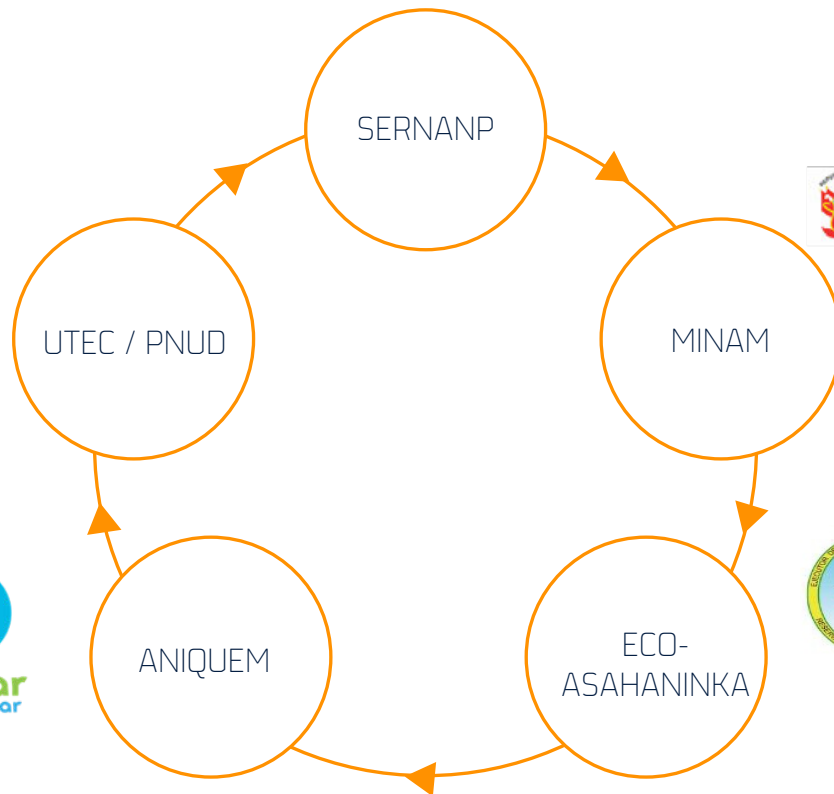 SERNANP
UTEC / PNUD
MINAM
ECO-
ASAHANINKA
ANIQUEM